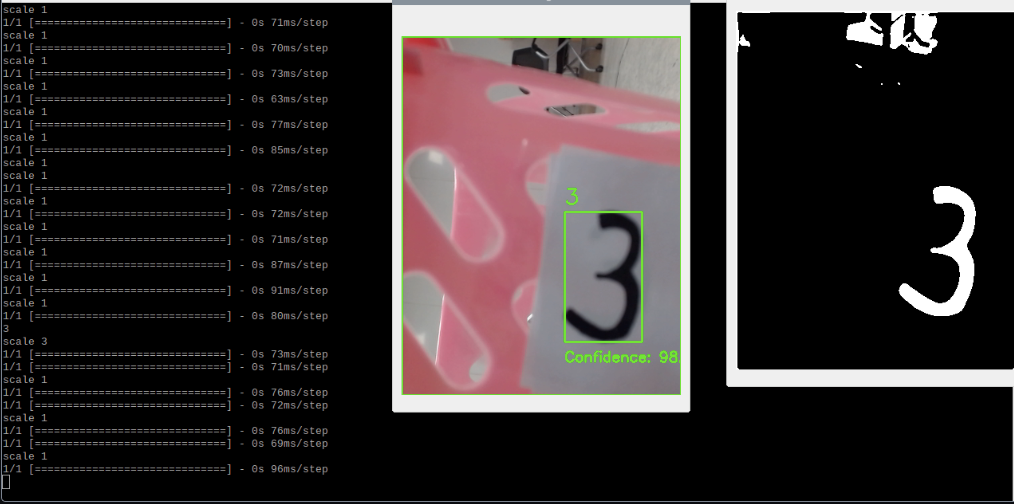 scale 1
1/1 [==============================] - 0s 71ms/step
scale 1
1/1 [==============================] - 0s 70ms/step
scale 1
1/1 [==============================] - 0s 73ms/step
scale 1
1/1 [==============================] - 0s 63ms/step
scale 1
1/1 [==============================] - 0s 77ms/step
scale 1
1/1 [==============================] - 0s 85ms/step
scale 1
scale 1
1/1 [==============================] - 0s 72ms/step
scale 1
1/1 [==============================] - 0s 72ms/step
scale 1
1/1 [==============================] - 0s 71ms/step
scale 1
1/1 [==============================] - 0s 87ms/step
scale 1
1/1 [==============================] - 0s 91ms/step
scale 1
1/1 [==============================] - 0s 80ms/step
3
scale 3
1/1 [==============================] - 0s 73ms/step
1/1 [==============================] - 0s 71ms/step
scale 1
1/1 [==============================] - 0s 76ms/step
1/1 [==============================] - 0s 72ms/step
scale 1
1/1 [==============================] - 0s 76ms/step
1/1 [==============================] - 0s 69ms/step
scale 1
1/1 [==============================] - 0s 96ms/step
3
3
Confidence: 98.
3